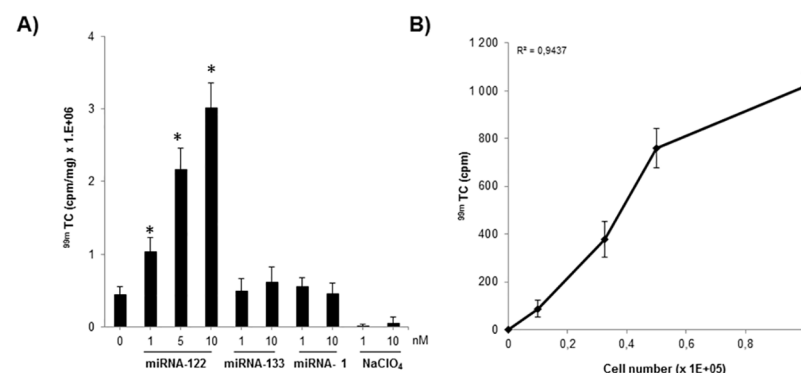 A)
⁹⁹ᵐ TC (cpm/mg) x 1.E+06
4
3
2
1
0
* * *
0 1 5 10 1 10 1 10 1 10 nM
miRNA-122 miRNA-133 miRNA- 1 NaClO₄
B)
⁹⁹ᵐ TC (cpm)
R² = 0,9437
1 200
1 000
800
600
400
200
0
0 0,2 0,4 0,6 0,8
Cell number (x 1E+05)